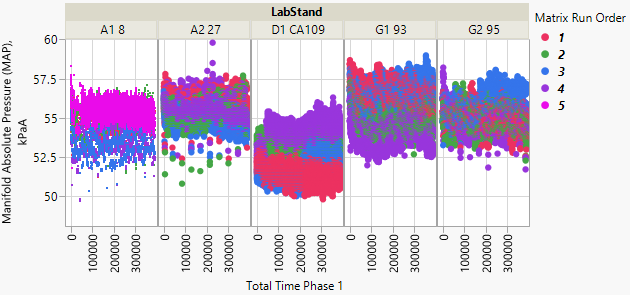 LabStand
A1 8 A2 27 D1 CA109 G1 93 G2 95
Matrix Run Order
1
2
3
4
5
Manifold Absolute Pressure (MAP),
kPaA
60
57.5
55
52.5
50
0 100000 200000 300000 0 100000 200000 300000 0 100000 200000 300000 0 100000 200000 300000 0 100000 200000 300000
Total Time Phase 1